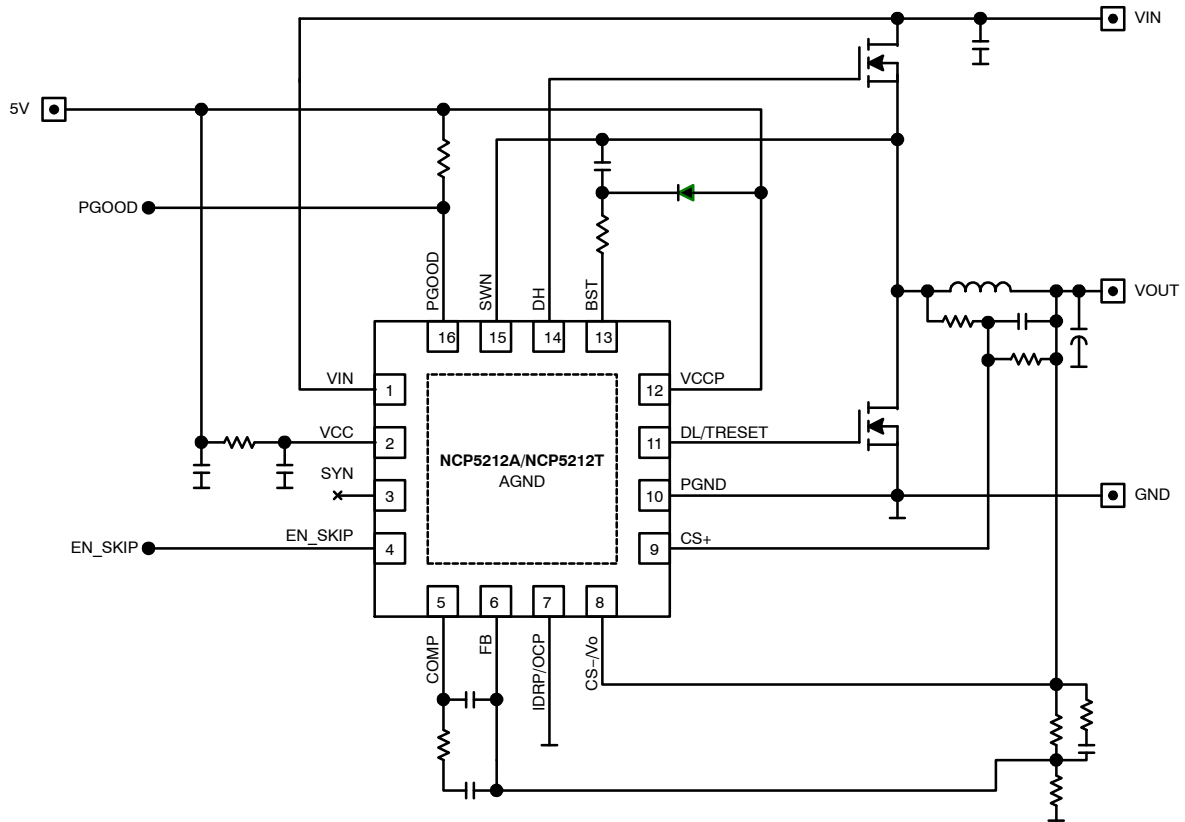 VIN
5V
PGOOD
PGOOD
SWN
DH
BST
VOUT
16
15
14
13
VIN
1
12
VCCP
VCC
2
11
DL/TRESET
NCP5212A/NCP5212T
AGND
SYN
3
10
PGND
GND
EN_SKIP
EN_SKIP
4
9
CS+
5
6
7
8
COMP
FB
IDRP/OCP
CS−/Vo